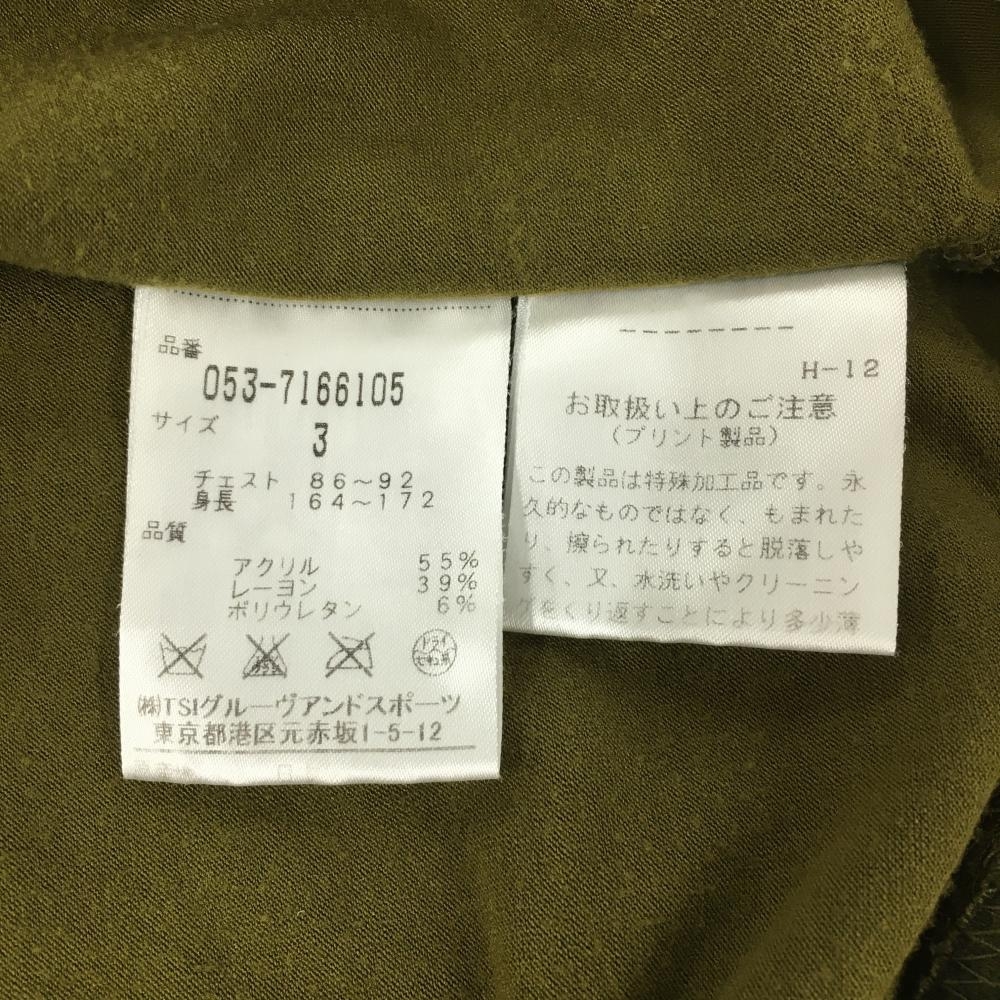 品番
053-7166105
サイズ
3
チェスト 86～92
身長 164～172
品質
アクリル 55%
レーヨン 39%
ポリウレタン 6%
ドライ
セキユ系
㈱TSIグルーヴアンドスポーツ
東京都港区元赤坂1-5-12
--------
H-12
お取扱い上のご注意
(プリント製品)
この製品は特殊加工品です。永
久的なものではなく、もまれた
り、擦られたりすると脱落しや
すく、又、水洗いやクリーニン
グをくり返すことにより多少薄